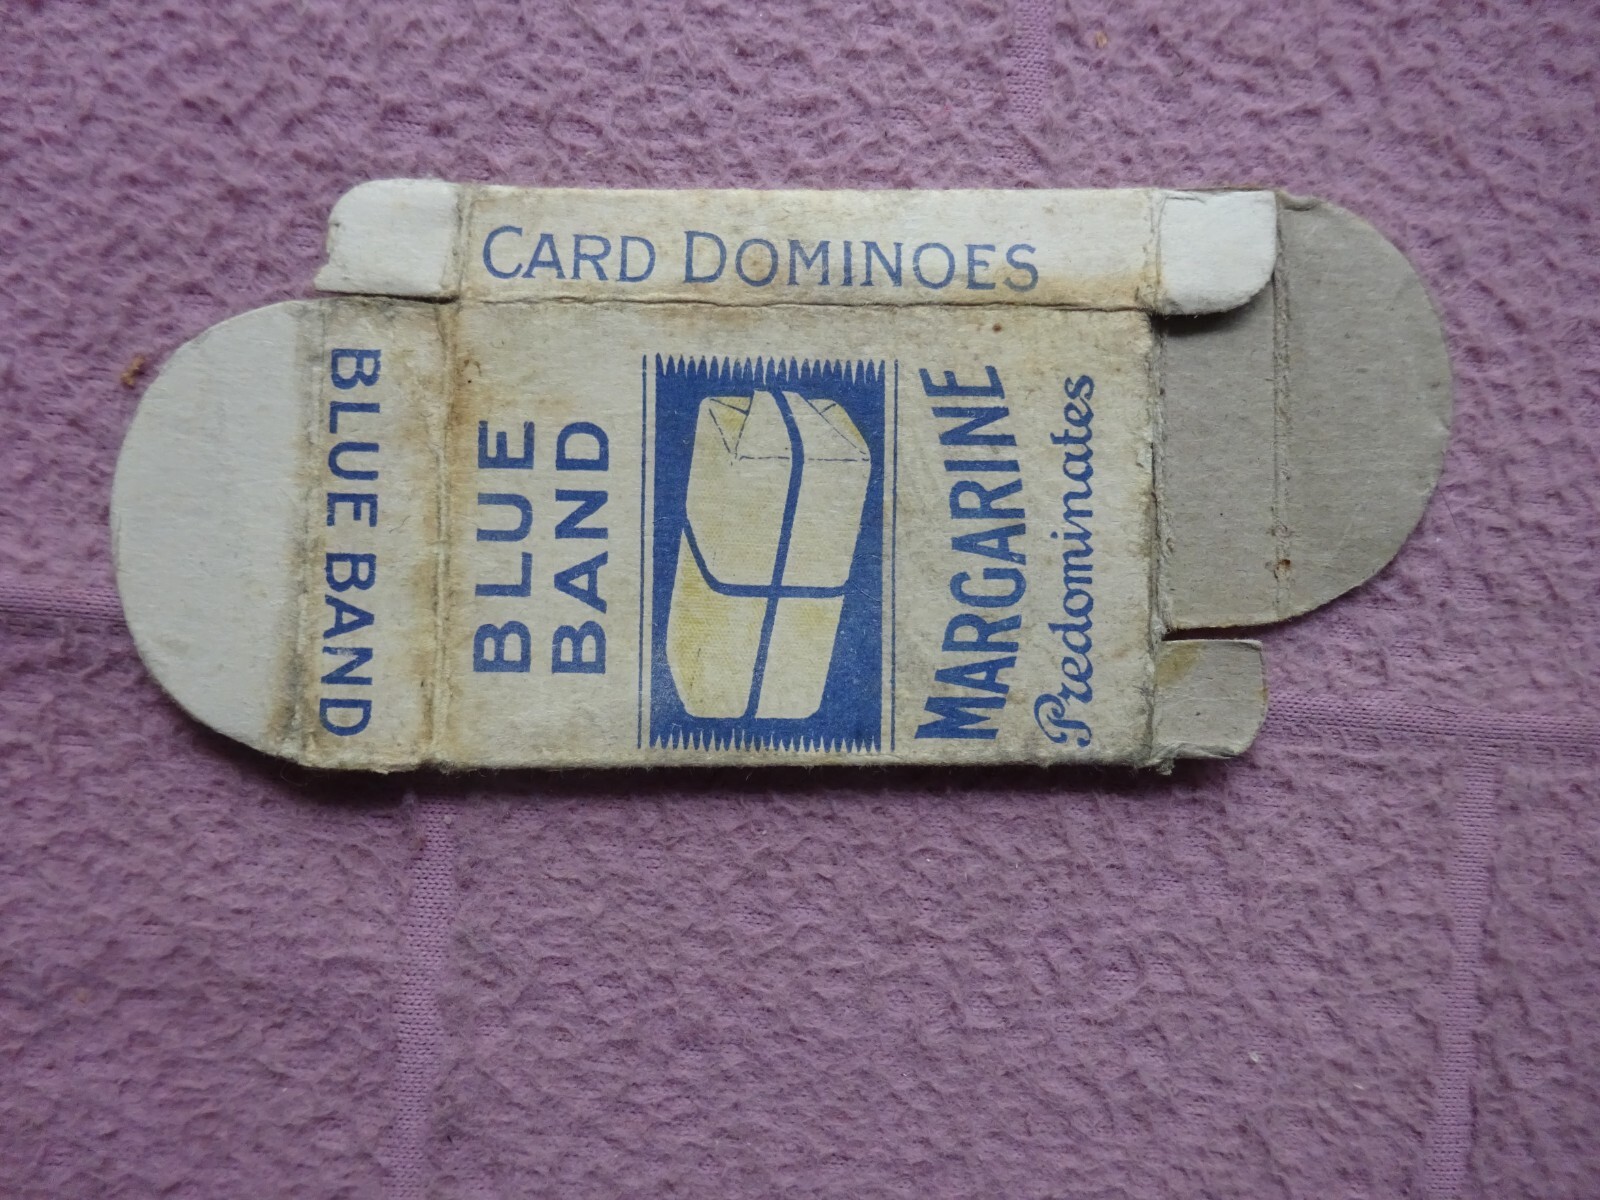 CARD DOMINOES
BLUE BAND
BLUE
BAND
MARGARINE
Predominates